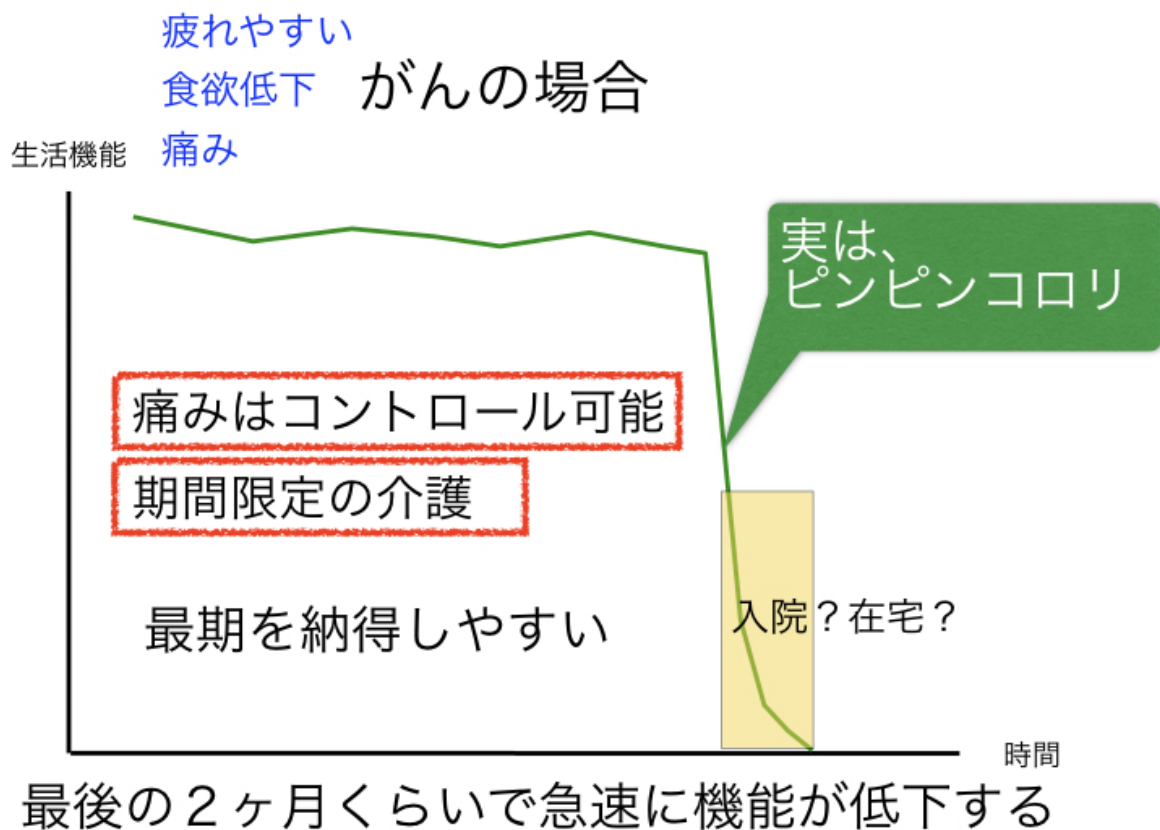 疲れやすい
食欲低下
がんの場合
痛み
生活機能
実は、
ピンピンコロリ
痛みはコントロール可能
期間限定の介護
最期を納得しやすい
入院？在宅？
時間
最後の２ヶ月くらいで急速に機能が低下する